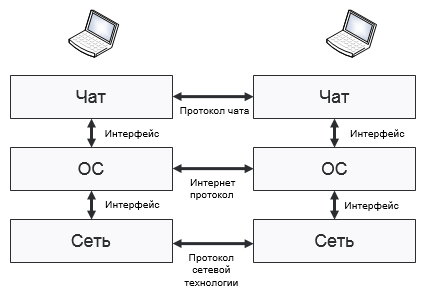 Чат
Чат
Протокол чата
Интерфейс
Интерфейс
ОС
ОС
Интернет
протокол
Интерфейс
Интерфейс
Сеть
Сеть
Протокол
сетевой
технологии